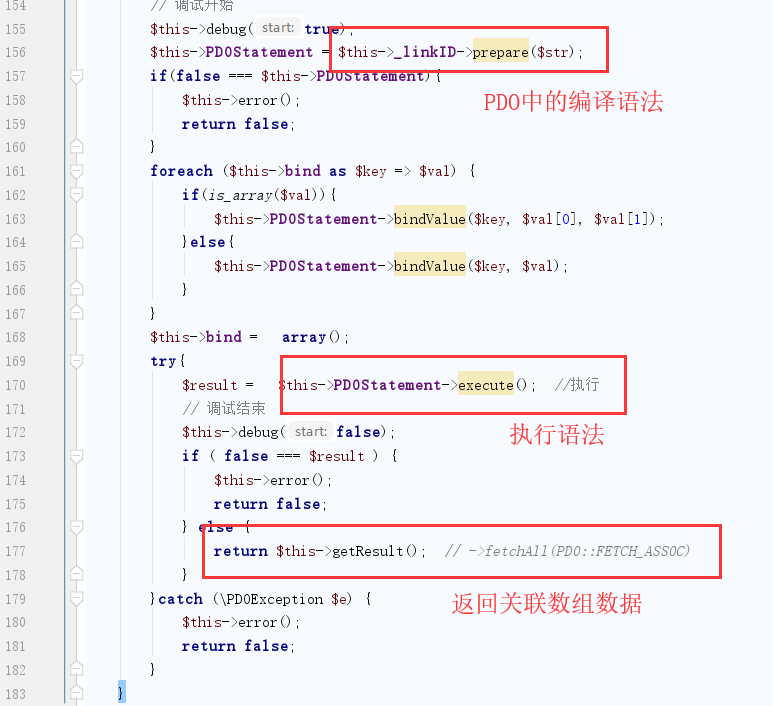 154 // 调试开始
155 $this->debug( start: true);
156 $this->PDOStatement = $this->_linkID->prepare($str);
157 if(false === $this->PDOStatement){
PDO中的编译语法
158 $this->error();
159 return false;
160 }
161 foreach ($this->bind as $key => $val) {
162 if(is_array($val)){
163 $this->PDOStatement->bindValue($key, $val[0], $val[1]);
164 }else{
165 $this->PDOStatement->bindValue($key, $val);
166 }
167 }
168 $this->bind = array();
169 try{
170 $result = $this->PDOStatement->execute(); //执行
171 // 调试结束
172 $this->debug( start: false);
执行语法
173 if ( false === $result ) {
174 $this->error();
175 return false;
176 } else {
177 return $this->getResult(); // ->fetchAll(PDO::FETCH_ASSOC)
178 }
179 }catch (\PDOException $e) {
返回关联数组数据
180 $this->error();
181 return false;
182 }
183 }